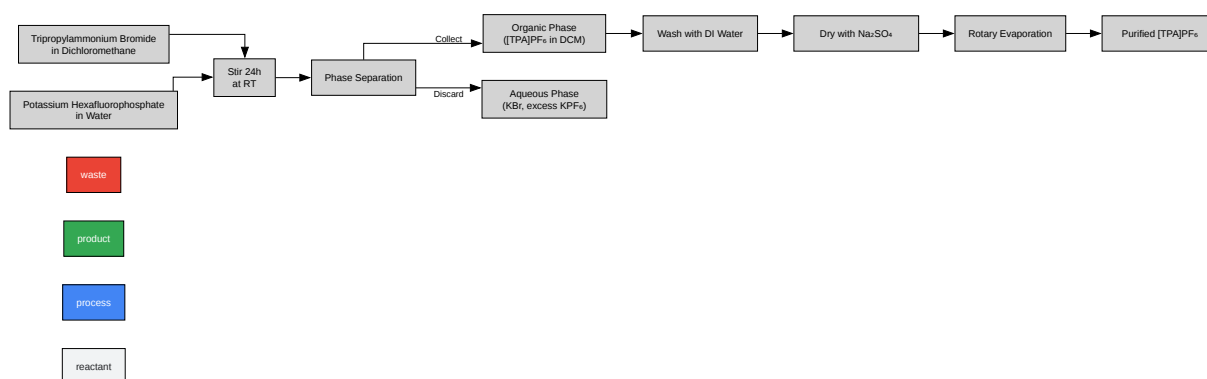 Tripropylammonium Bromide
in Dichloromethane
Potassium Hexafluorophosphate
in Water
Stir 24h
at RT
Phase Separation
Collect
Discard
Organic Phase
([TPA]PF₆ in DCM)
Aqueous Phase
(KBr, excess KPF₆)
Wash with DI Water
Dry with Na₂SO₄
Rotary Evaporation
Purified [TPA]PF₆
waste
product
process
reactant